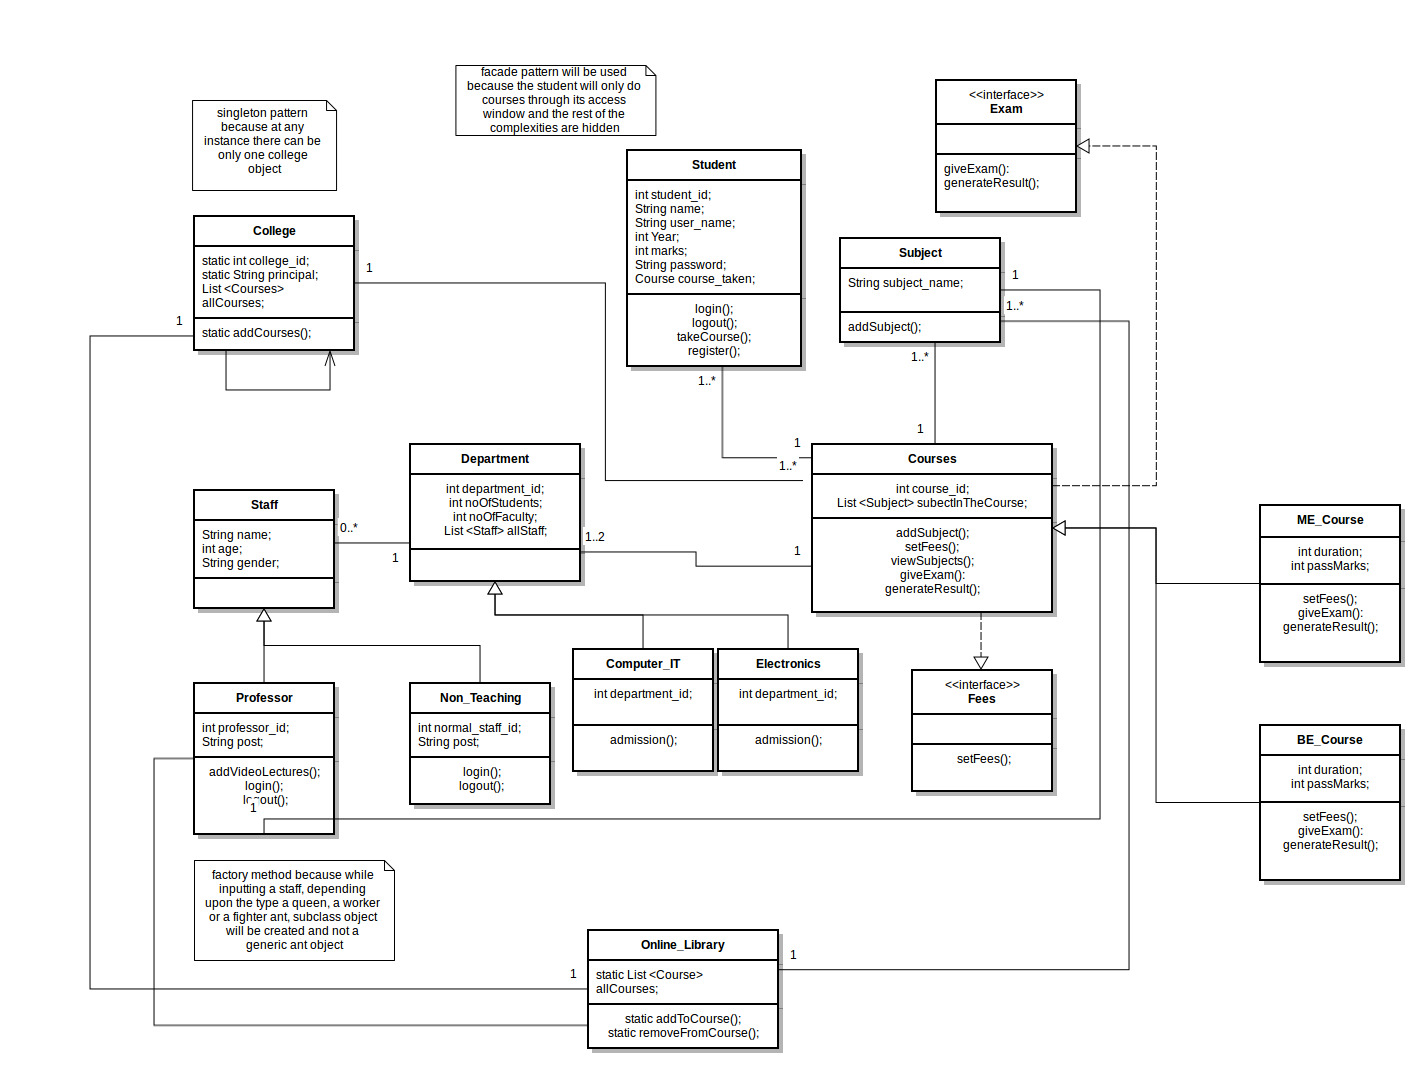 facade pattern will be used
because the student will only do
courses through its access
window and the rest of the
complexities are hidden
singleton pattern
because at any
instance there can be
only one college
object
<<interface>>
Exam
giveExam():
generateResult();
Student
int student_id;
String name;
String user_name;
int Year;
int marks;
String password;
Course course_taken;
login();
logout();
takeCourse();
register();
College
static int college_id;
static String principal;
List <Courses>
allCourses;
static addCourses();
1
1
Subject
String subject_name;
addSubject();
1
1..*
1..*
1
1..*
1
1..*
Department
int department_id;
int noOfStudents;
int noOfFaculty;
List <Staff> allStaff;
Courses
int course_id;
List <Subject> subectInTheCourse;
addSubject();
setFees();
viewSubjects();
giveExam():
generateResult();
Staff
String name;
int age;
String gender;
0..*
1
1..2
1
ME_Course
int duration;
int passMarks;
setFees();
giveExam():
generateResult();
Professor
int professor_id;
String post;
addVideoLectures();
login();
logout();
1
Non_Teaching
int normal_staff_id;
String post;
login();
logout();
Computer_IT
int department_id;
admission();
Electronics
int department_id;
admission();
<<interface>>
Fees
setFees();
BE_Course
int duration;
int passMarks;
setFees();
giveExam():
generateResult();
factory method because while
inputting a staff, depending
upon the type a queen, a worker
or a fighter ant, subclass object
will be created and not a
generic ant object
Online_Library
static List <Course>
allCourses;
static addToCourse();
static removeFromCourse();
1
1